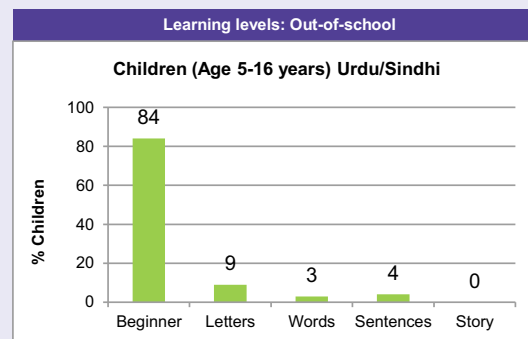 Learning levels: Out-of-school
Children (Age 5-16 years) Urdu/Sindhi
% Children
100
80
60
40
20
0
84
9
3
4
0
Beginner Letters Words Sentences Story